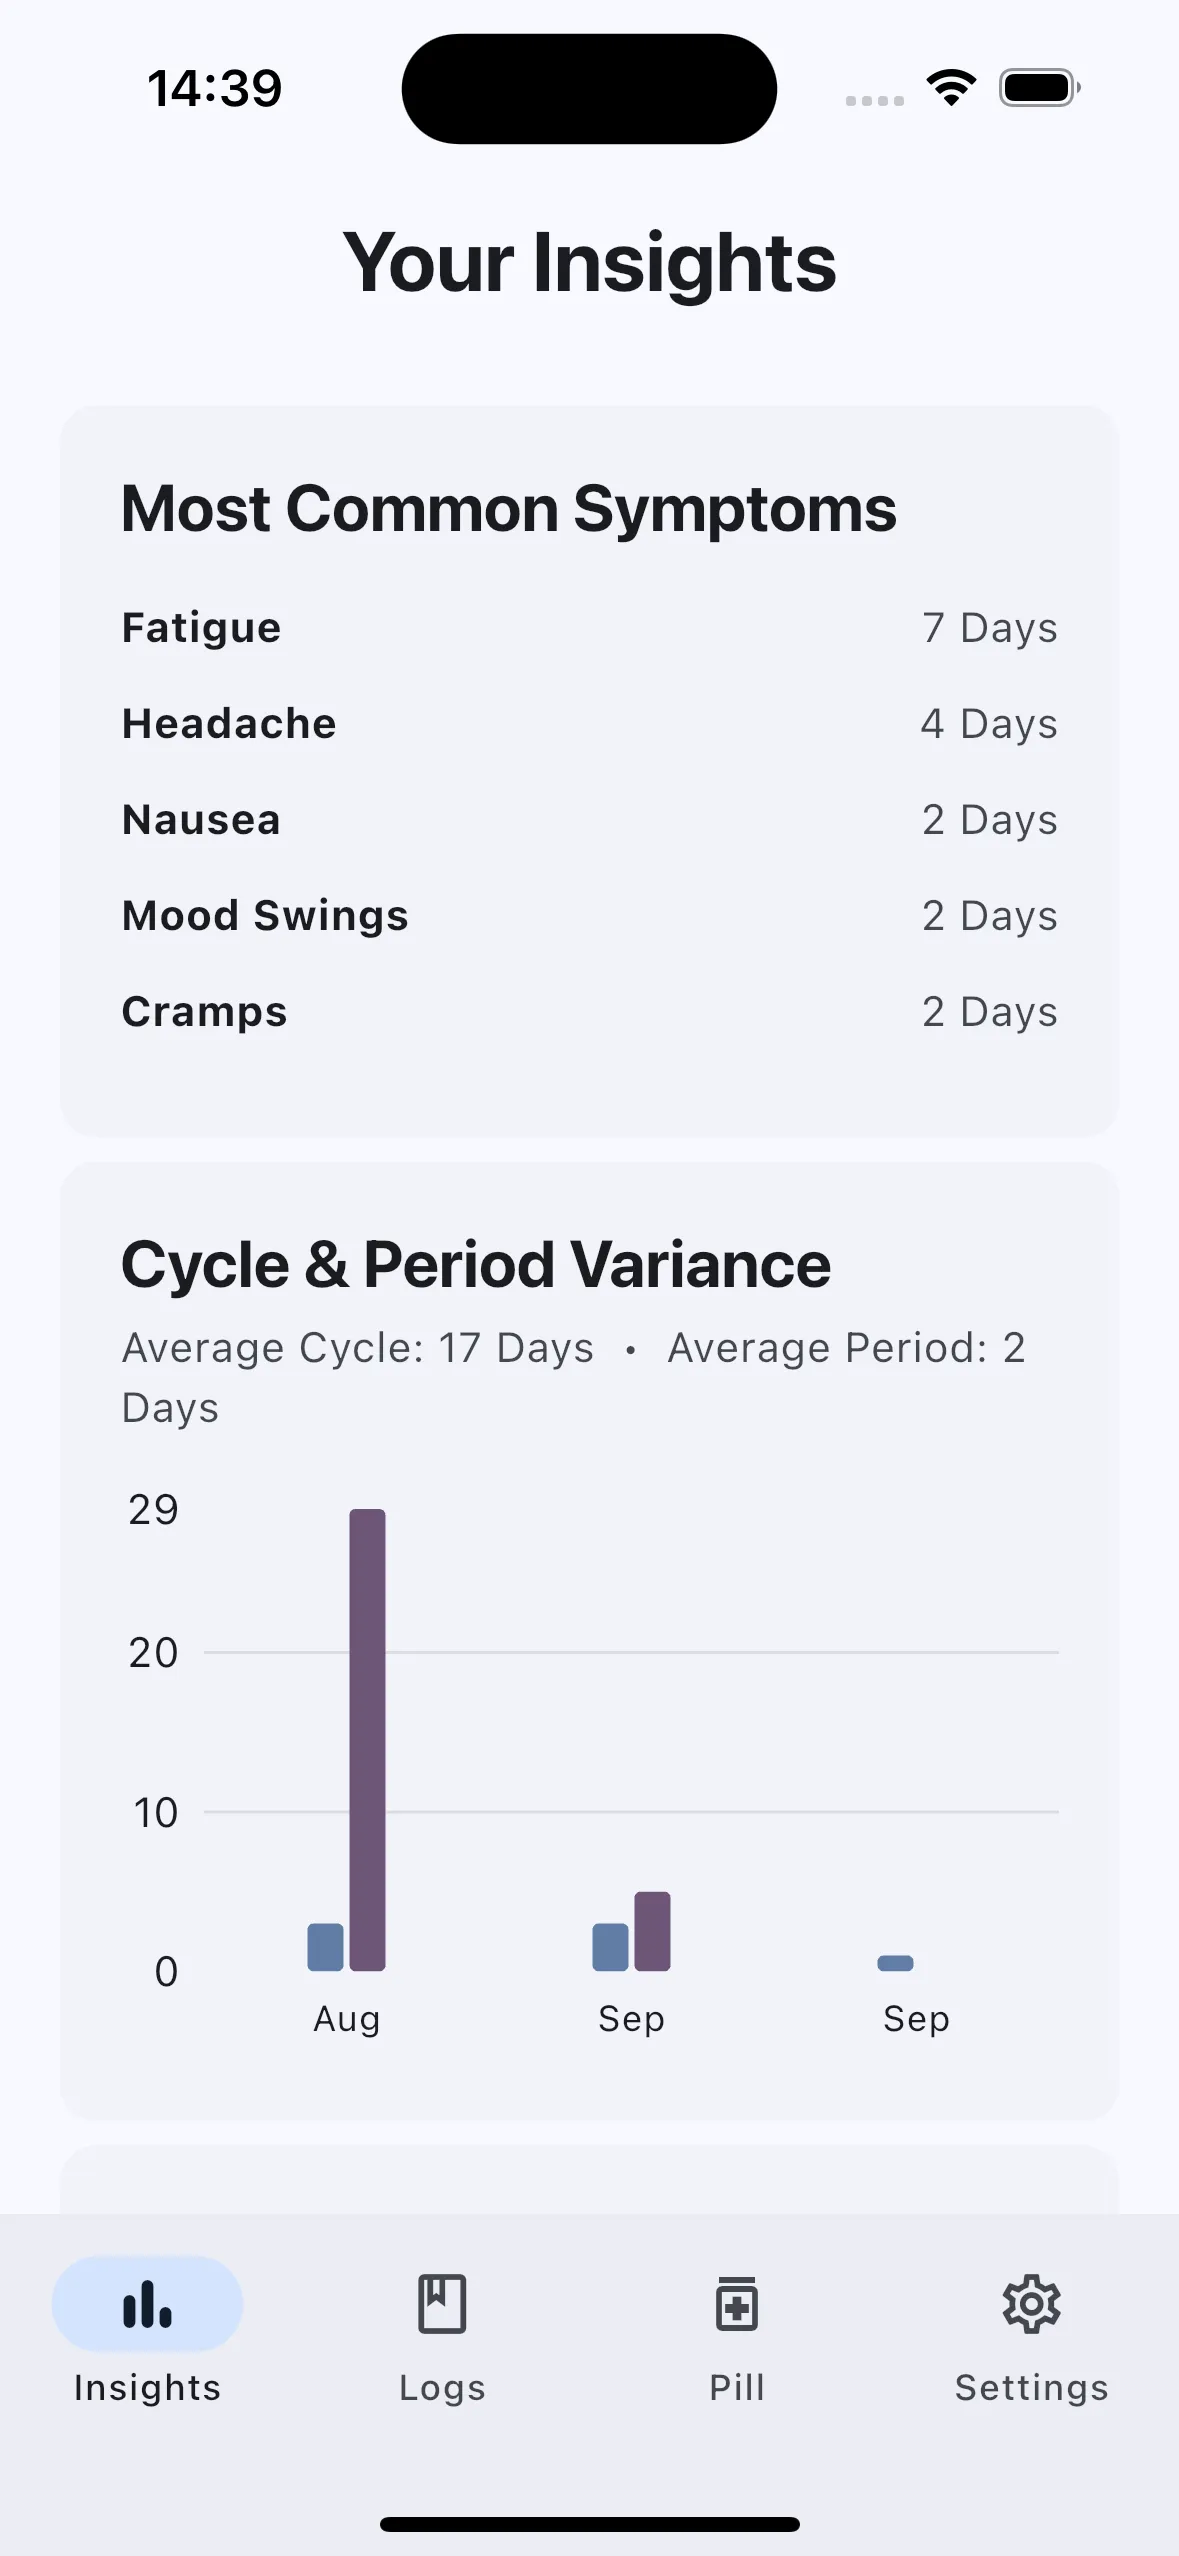 14:39
Your Insights
Most Common Symptoms
Fatigue 7 Days
Headache 4 Days
Nausea 2 Days
Mood Swings 2 Days
Cramps 2 Days
Cycle & Period Variance
Average Cycle: 17 Days • Average Period: 2
Days
29
20
10
0
Aug Sep Sep
Insights Logs Pill Settings